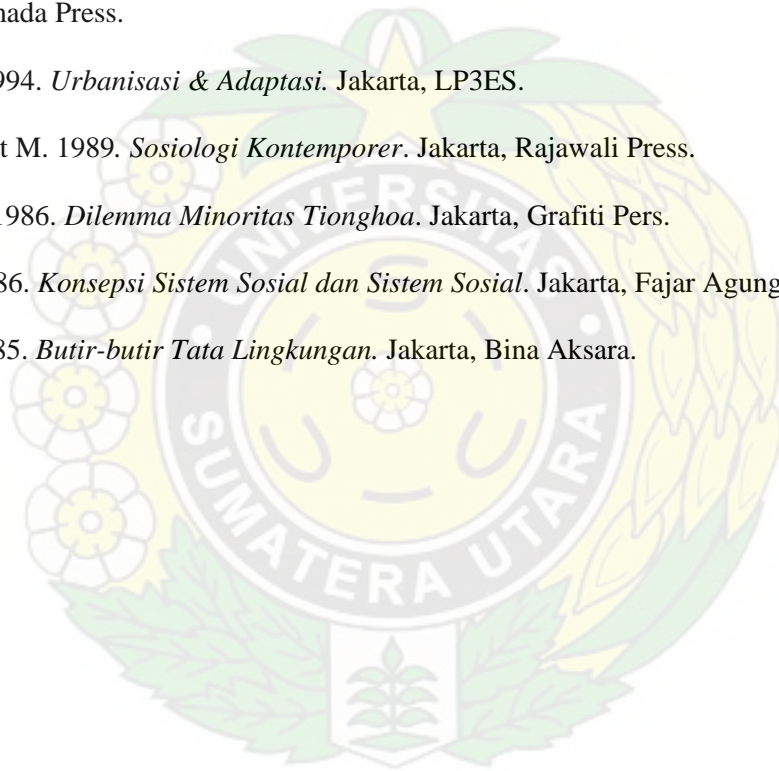 nada Press.
994. Urbanisasi & Adaptasi. Jakarta, LP3ES.
t M. 1989. Sosiologi Kontemporer. Jakarta, Rajawali Press.
1986. Dilemma Minoritas Tionghoa. Jakarta, Grafiti Pers.
86. Konsepsi Sistem Sosial dan Sistem Sosial. Jakarta, Fajar Agung
85. Butir-butir Tata Lingkungan. Jakarta, Bina Aksara.
UNIVERSITAS
SUMATERA UTARA